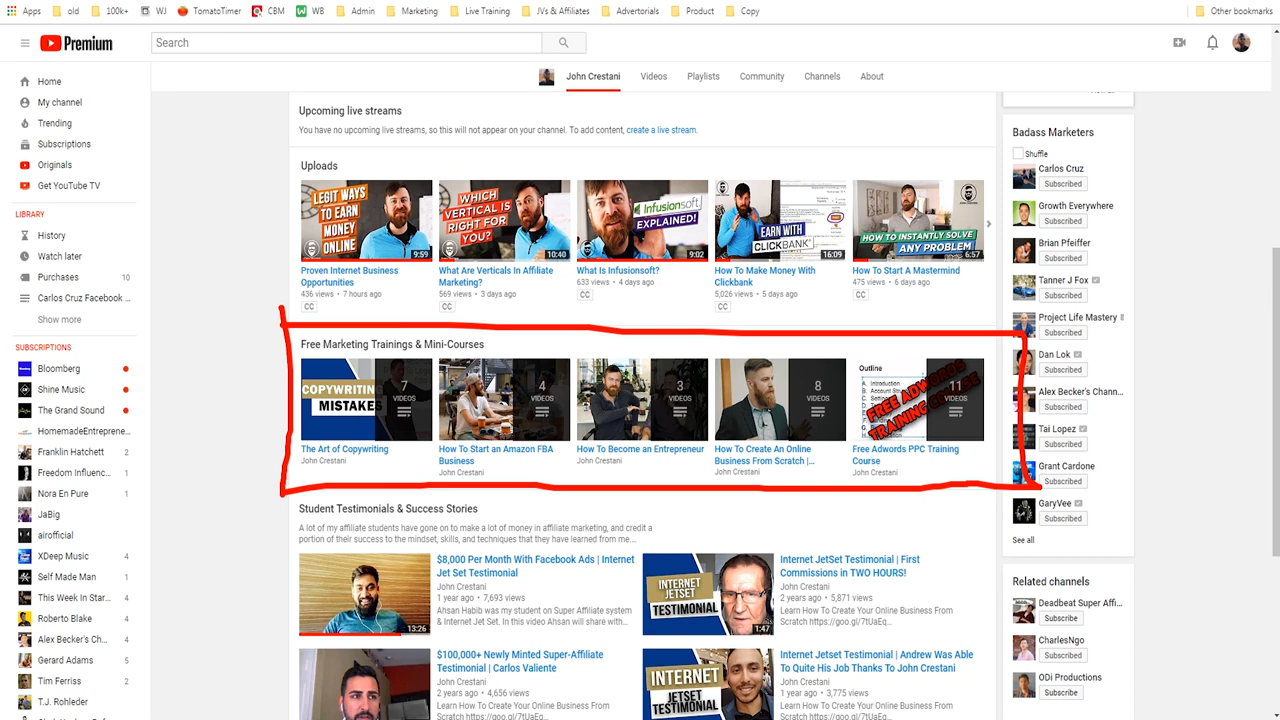 Apps old 100k+ WJ TomatoTimer CBM WB Admin Marketing Live Training JVs & Affiliates Advertorials Product Copy Other bookmarks
Premium
Search
Home
My channel
Trending
Subscriptions
Originals
Get YouTube TV
LIBRARY
History
Watch later
Purchases 10
Carlos Cruz Facebook ...
Show more
SUBSCRIPTIONS
Bloomberg
Shine Music
The Grand Sound
HomemadeEntreprene...
Franklin Hatchett 2
Freedom Influenc... 1
Nora En Pure 1
JaBig
airofficial
XDeep Music 4
Self Made Man 1
This Week In Star... 4
Roberto Blake 4
Alex Becker's Ch... 4
Gerard Adams 5
Tim Ferriss 2
T.J. Rohleder
John Crestani Videos Playlists Community Channels About
Upcoming live streams
You have no upcoming live streams, so this will not appear on your channel. To add content, create a live stream.
Uploads
LEGIT WAYS
TO EARN
MONEY
ONLINE
9:59
WHICH
VERTICAL IS
RIGHT FOR
YOU?
10:40
Infusionsoft
EXPLAINED!
9:02
EARN WITH
CLICKBANK
16:09
HOW TO INSTANTLY SOLVE
ANY PROBLEM
6:57
Proven Internet Business
Opportunities
436 views • 7 hours ago
CC
What Are Verticals In Affiliate
Marketing?
569 views • 3 days ago
CC
What Is Infusionsoft?
633 views • 4 days ago
CC
How To Make Money With
Clickbank
5,026 views • 5 days ago
CC
How To Start A Mastermind
475 views • 6 days ago
CC
Free Marketing Trainings & Mini-Courses
COPYWRITIN
MISTAKES
7
VIDEOS
4
VIDEOS
3
VIDEOS
8
VIDEOS
Outline
A. Introduction
FREE ADWORDS
TRAINING
11
VIDEOS
The Art of Copywriting
John Crestani
How To Start an Amazon FBA
Business
John Crestani
How To Become an Entrepreneur
John Crestani
How To Create An Online
Business From Scratch |...
John Crestani
Free Adwords PPC Training
Course
John Crestani
Student Testimonials & Success Stories
A lot of my affiliate students have gone on to make a lot of money in affiliate marketing, and credit a
portion of their success to the mindset, skills, and techniques that they have learned from me....
13:26
$8,000 Per Month With Facebook Ads | Internet
Jet Set Testimonial
John Crestani
1 year ago • 7,693 views
Ahsan Habib was my student on Super Affiliate system
& Internet Jet Set. In this video Ahsan will share with...
INTERNET
JETSET
TESTIMONIAL
1:47
Internet JetSet Testimonial | First
Commissions in TWO HOURS!
John Crestani
2 years ago • 5,871 views
Learn How To Create Your Online Business From
Scratch https://goo.gl/7tUaEq...
$100,000+ Newly Minted Super-Affiliate
Testimonial | Carlos Valiente
John Crestani
2 years ago • 4,656 views
Learn How To Create Your Online Business From
Scratch https://goo.gl/7tUaEq...
INTERNET
JETSET
TESTIMONIAL
Internet Jetset Testimonial | Andrew Was Able
To Quite His Job Thanks To John Crestani
John Crestani
1 year ago • 3,775 views
Learn How To Create Your Online Business From
Scratch https://goo.gl/7tUaEq...
Badass Marketers
Shuffle
Carlos Cruz
Subscribed
Growth Everywhere
Subscribed
Brian Pfeiffer
Subscribed
Tanner J Fox
Subscribed
Project Life Mastery
Subscribed
Dan Lok
Subscribed
Alex Becker's Chann...
Subscribed
Tai Lopez
Subscribed
Grant Cardone
Subscribed
GaryVee
Subscribed
See all
Related channels
Deadbeat Super Affi...
Subscribe
CharlesNgo
Subscribed
ODi Productions
Subscribe